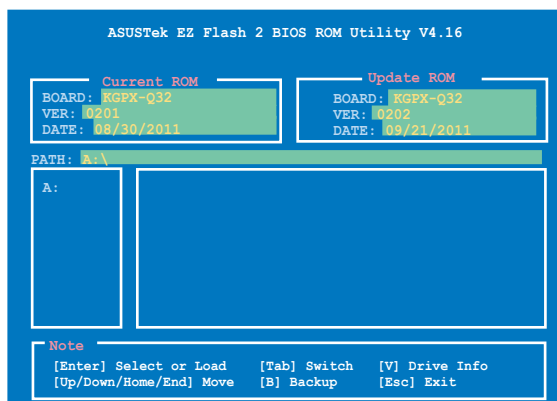 ASUSTek EZ Flash 2 BIOS ROM Utility V4.16
Current ROM
BOARD: KGPX-Q32
VER: 0201
DATE: 08/30/2011
Update ROM
BOARD: KGPX-Q32
VER: 0202
DATE: 09/21/2011
PATH: A:\
A:
Note
[Enter] Select or Load [Tab] Switch [V] Drive Info
[Up/Down/Home/End] Move [B] Backup [Esc] Exit